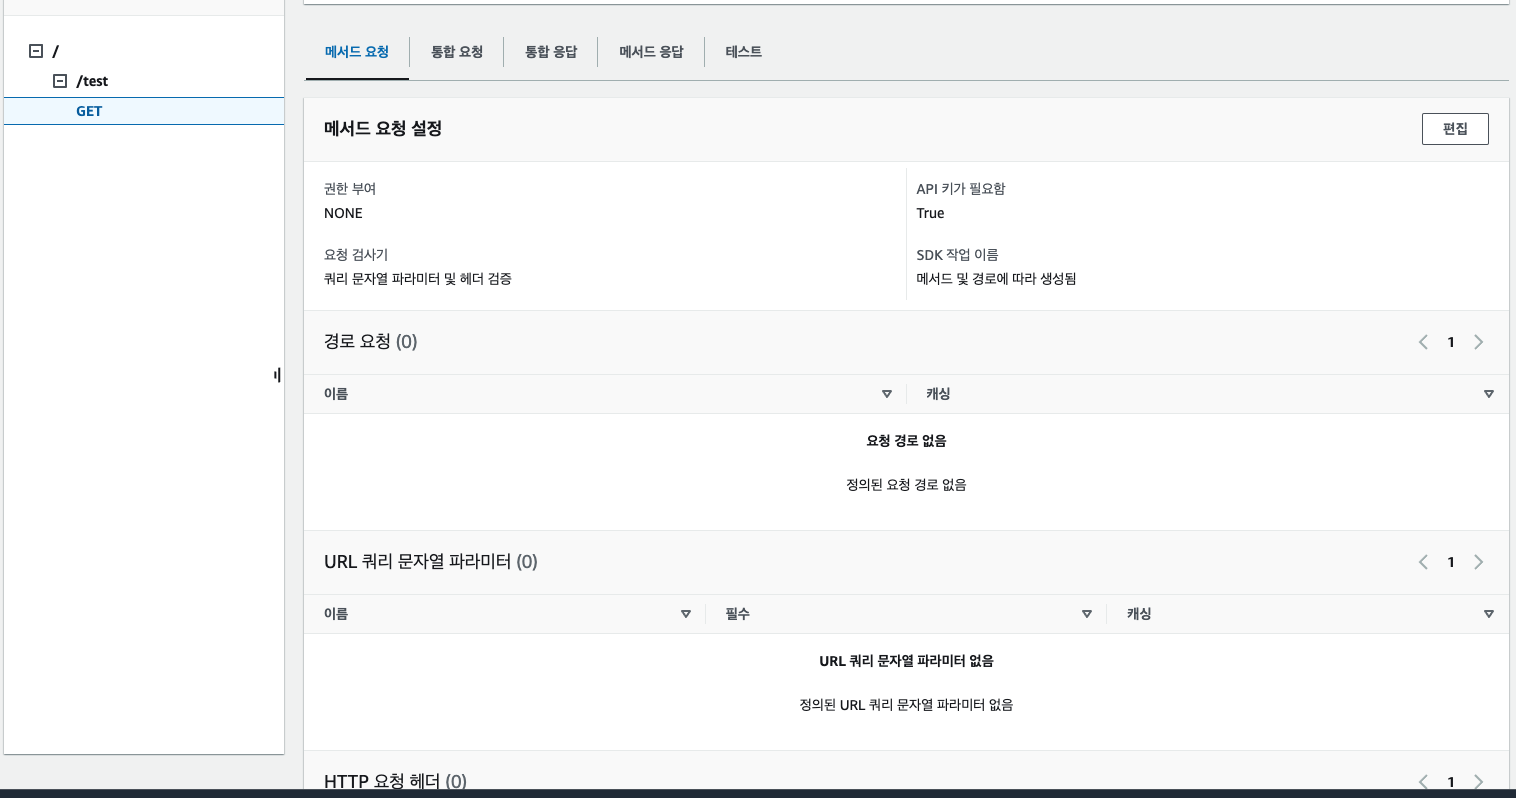 /
/test
GET
메서드 요청
통합 요청
통합 응답
메서드 응답
테스트
메서드 요청 설정
편집
권한 부여
NONE
API 키가 필요함
True
요청 검사기
쿼리 문자열 파라미터 및 헤더 검증
SDK 작업 이름
메서드 및 경로에 따라 생성됨
경로 요청 (0)
1
이름
캐싱
요청 경로 없음
정의된 요청 경로 없음
URL 쿼리 문자열 파라미터 (0)
1
이름
필수
캐싱
URL 쿼리 문자열 파라미터 없음
정의된 URL 쿼리 문자열 파라미터 없음
HTTP 요청 헤더 (0)
1